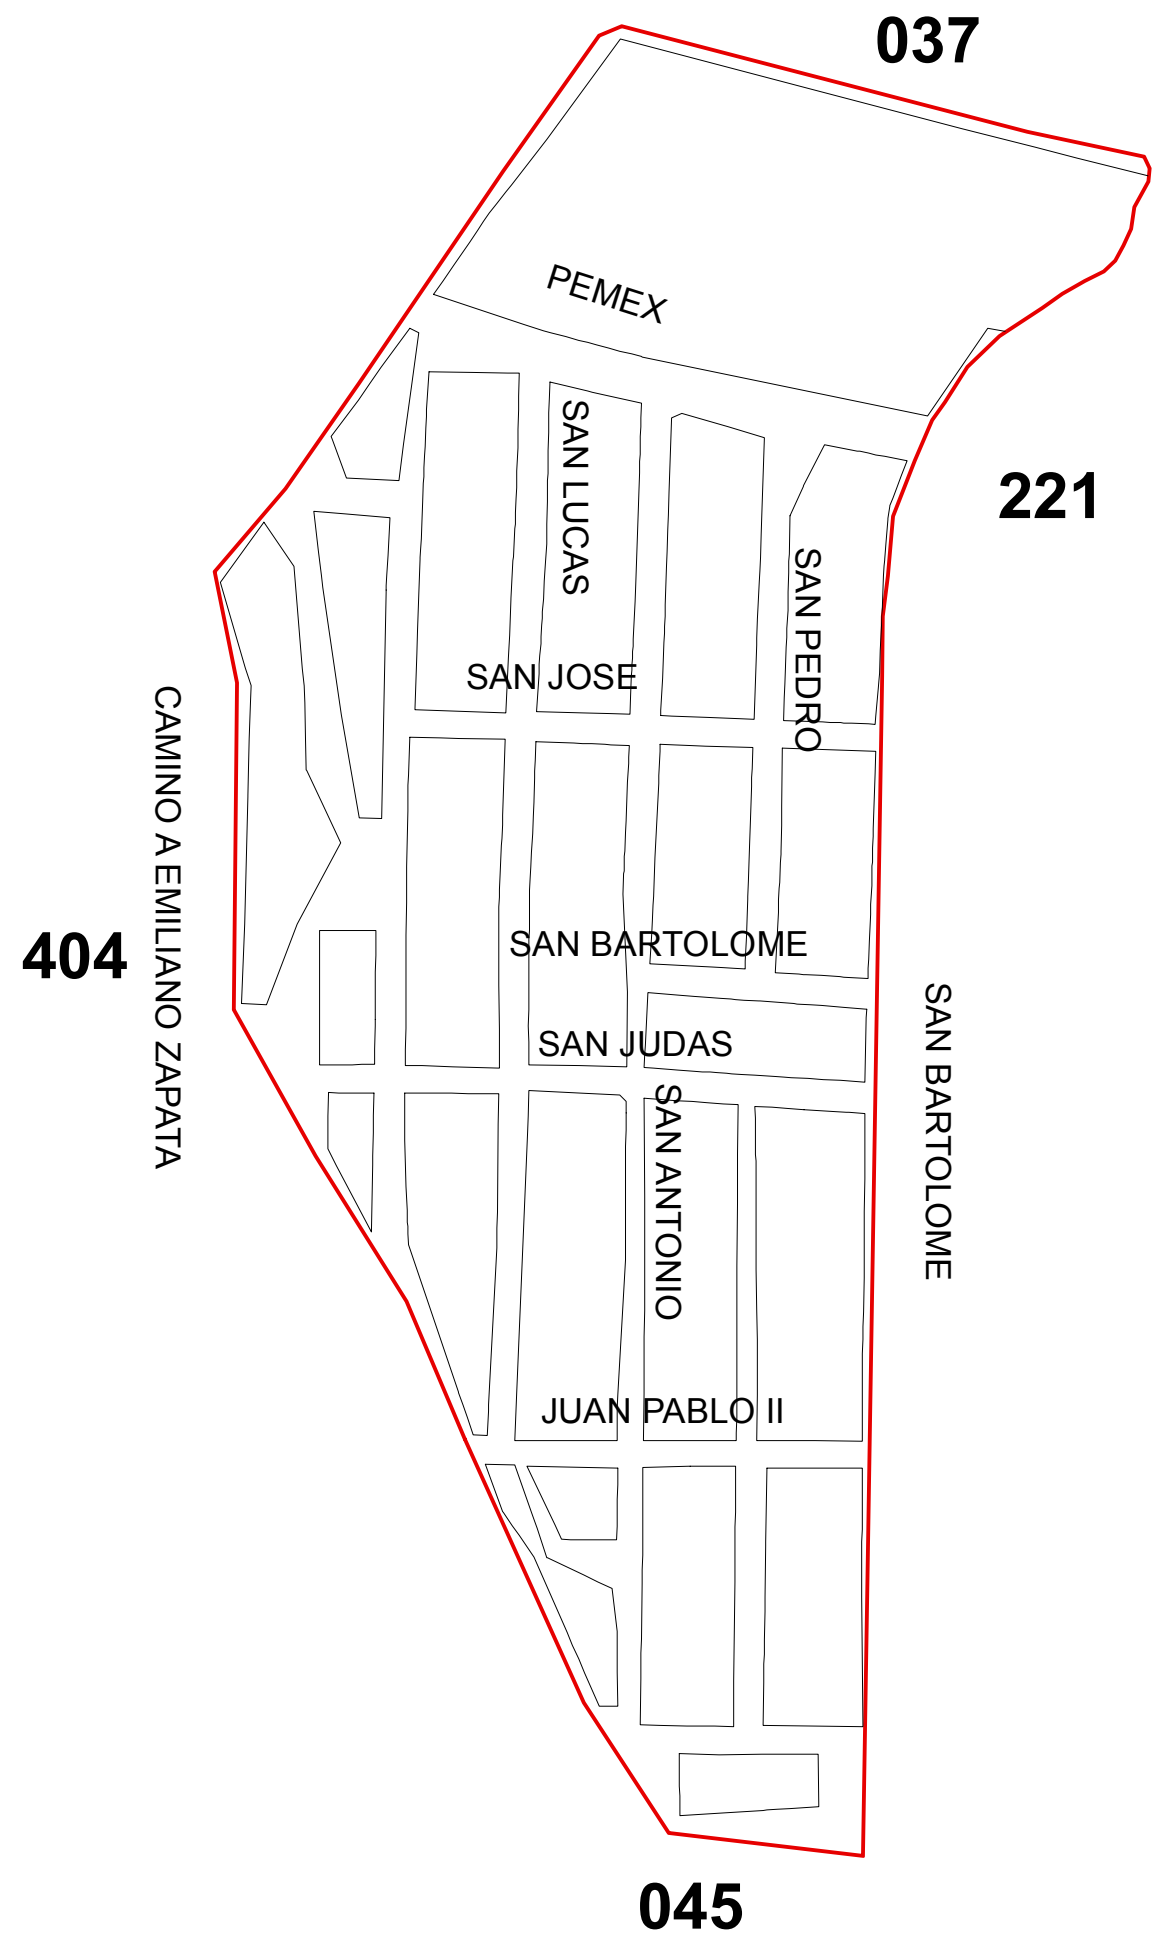 037
PEMEX
SAN LUCAS
221
SAN PEDRO
SAN JOSE
CAMINO A EMILIANO ZAPATA
404
SAN BARTOLOME
SAN BARTOLOME
SAN JUDAS
SAN ANTONIO
JUAN PABLO II
045